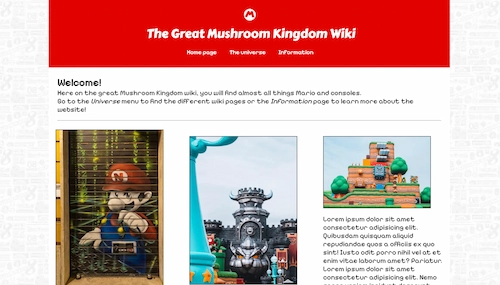 The Great Mushroom Kingdom Wiki
Home page The universe Information
Welcome!
Here on the great Mushroom Kingdom wiki, you will find almost all things Mario and consoles.
Go to the Universe menu to find the different wiki pages or the Information page to learn more about the
website!
Lorem ipsum dolor sit amet
consectetur adipisicing elit.
Quibusdam quisquam aliquid
repudiandae quos a officiis ex quo
sint! Iusto odit porro nihil vel at et
enim vitae laborum amet? Pariatur.
Lorem ipsum dolor sit amet
consectetur adipisicing elit. Nemo